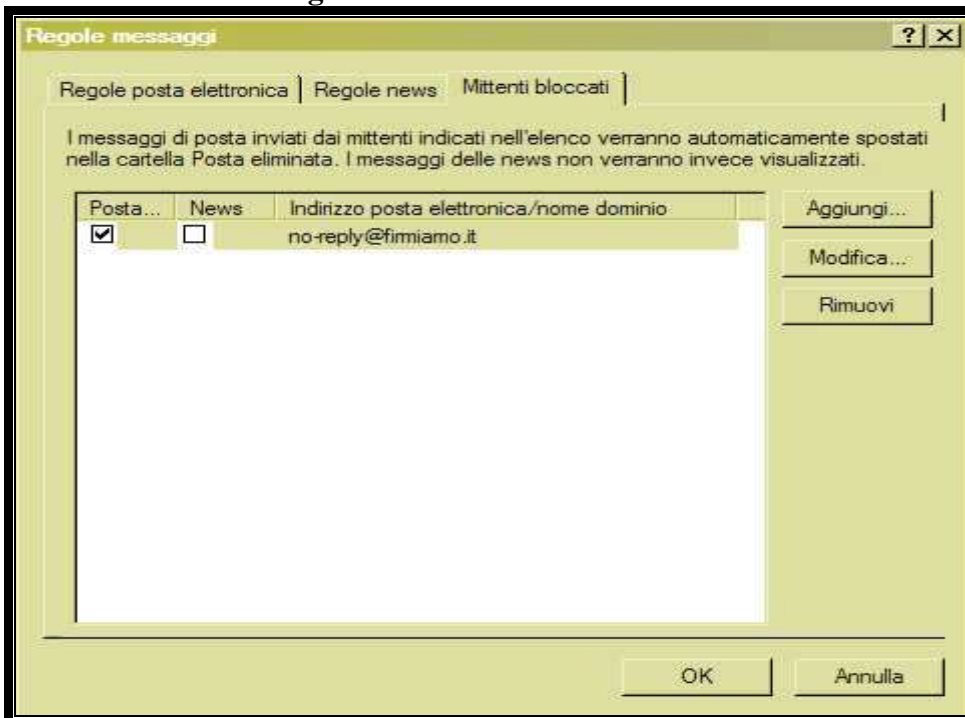 Regole messaggi
Regole posta elettronica Regole news Mittenti bloccati
I messaggi di posta inviati dai mittenti indicati nell'elenco verranno automaticamente spostati
nella cartella Posta eliminata. I messaggi delle news non verranno invece visualizzati.
Posta... News Indirizzo posta elettronica/nome dominio
no-reply@firmiamo.it
Aggiungi...
Modifica...
Rimuovi
OK Annulla